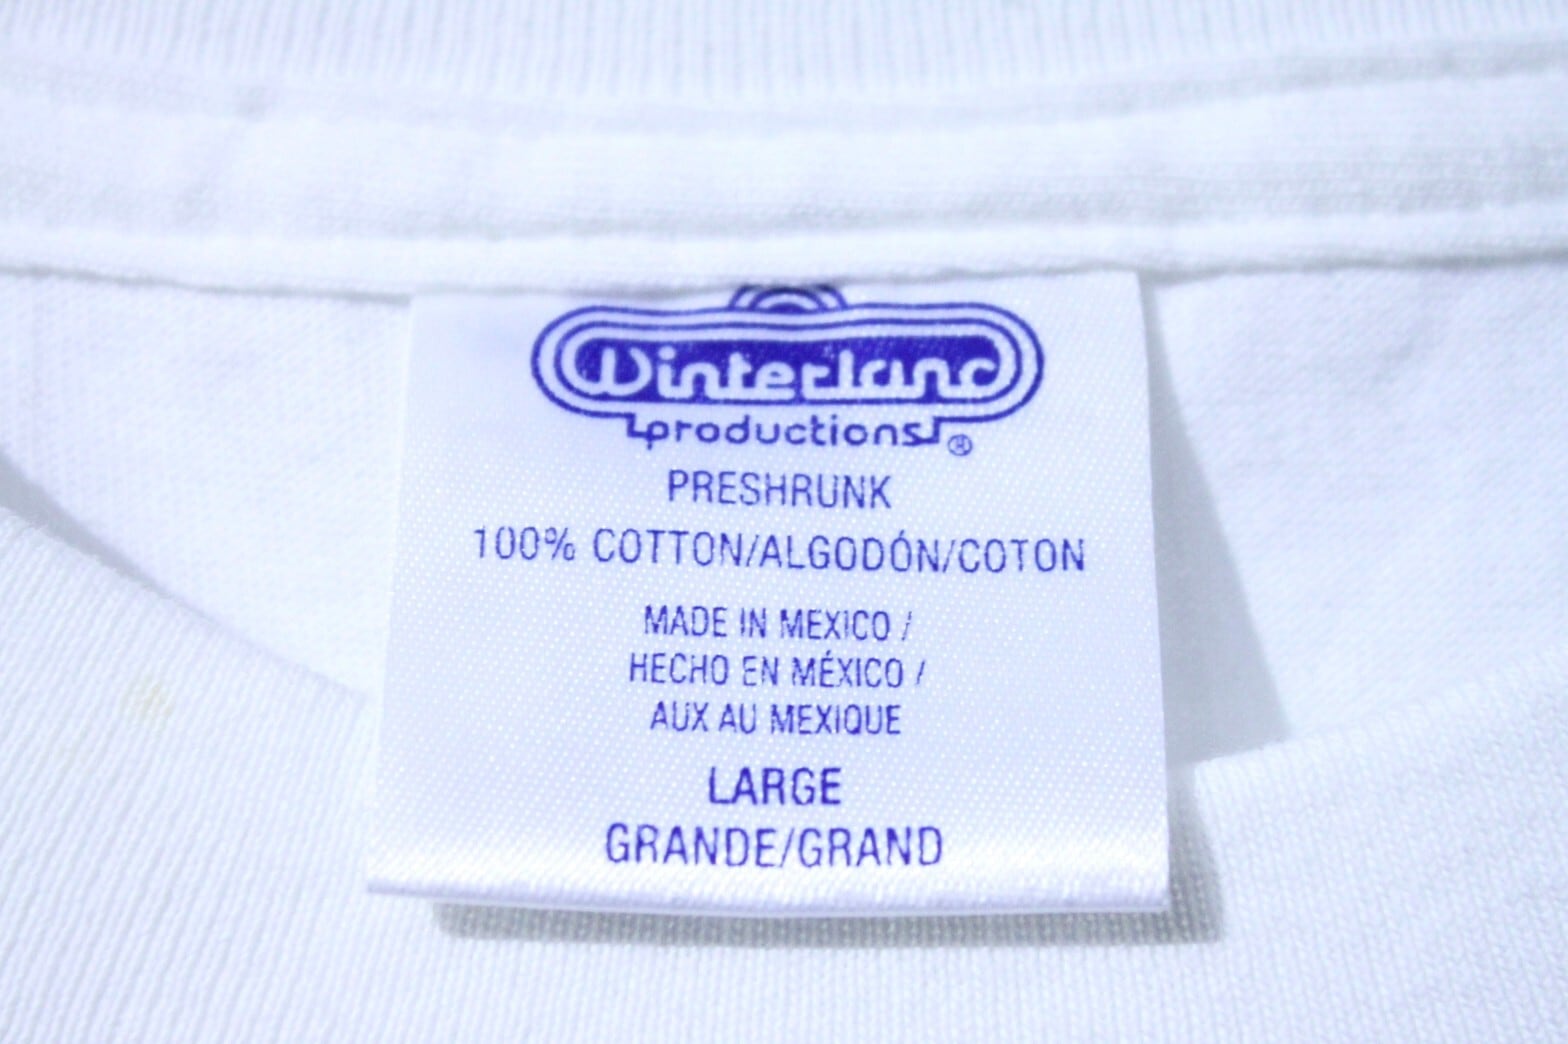 Winterland
productions ®
PRESHRUNK
100% COTTON/ALGODÓN/COTON
MADE IN MEXICO /
HECHO EN MÉXICO /
AUX AU MEXIQUE
LARGE
GRANDE/GRAND